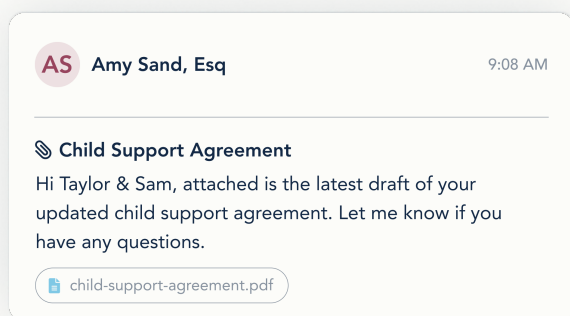 AS
Amy Sand, Esq
9:08 AM
Child Support Agreement
Hi Taylor & Sam, attached is the latest draft of your
updated child support agreement. Let me know if you
have any questions.
child-support-agreement.pdf